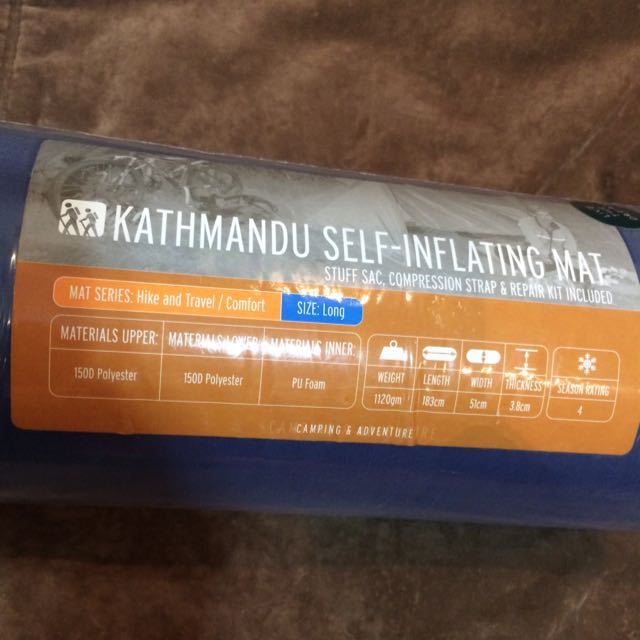 KATHMANDU SELF-INFLATING MAT
STUFF SAC, COMPRESSION STRAP & REPAIR KIT INCLUDED
MAT SERIES: Hike and Travel / Comfort SIZE: Long
MATERIALS UPPER: MATERIALS LOWER MATERIALS INNER:
150D Polyester 150D Polyester PU Foam
WEIGHT LENGTH WIDTH THICKNESS SEASON RATING
1120gm 183cm 51cm 3.8cm 4
CAMPING & ADVENTURE